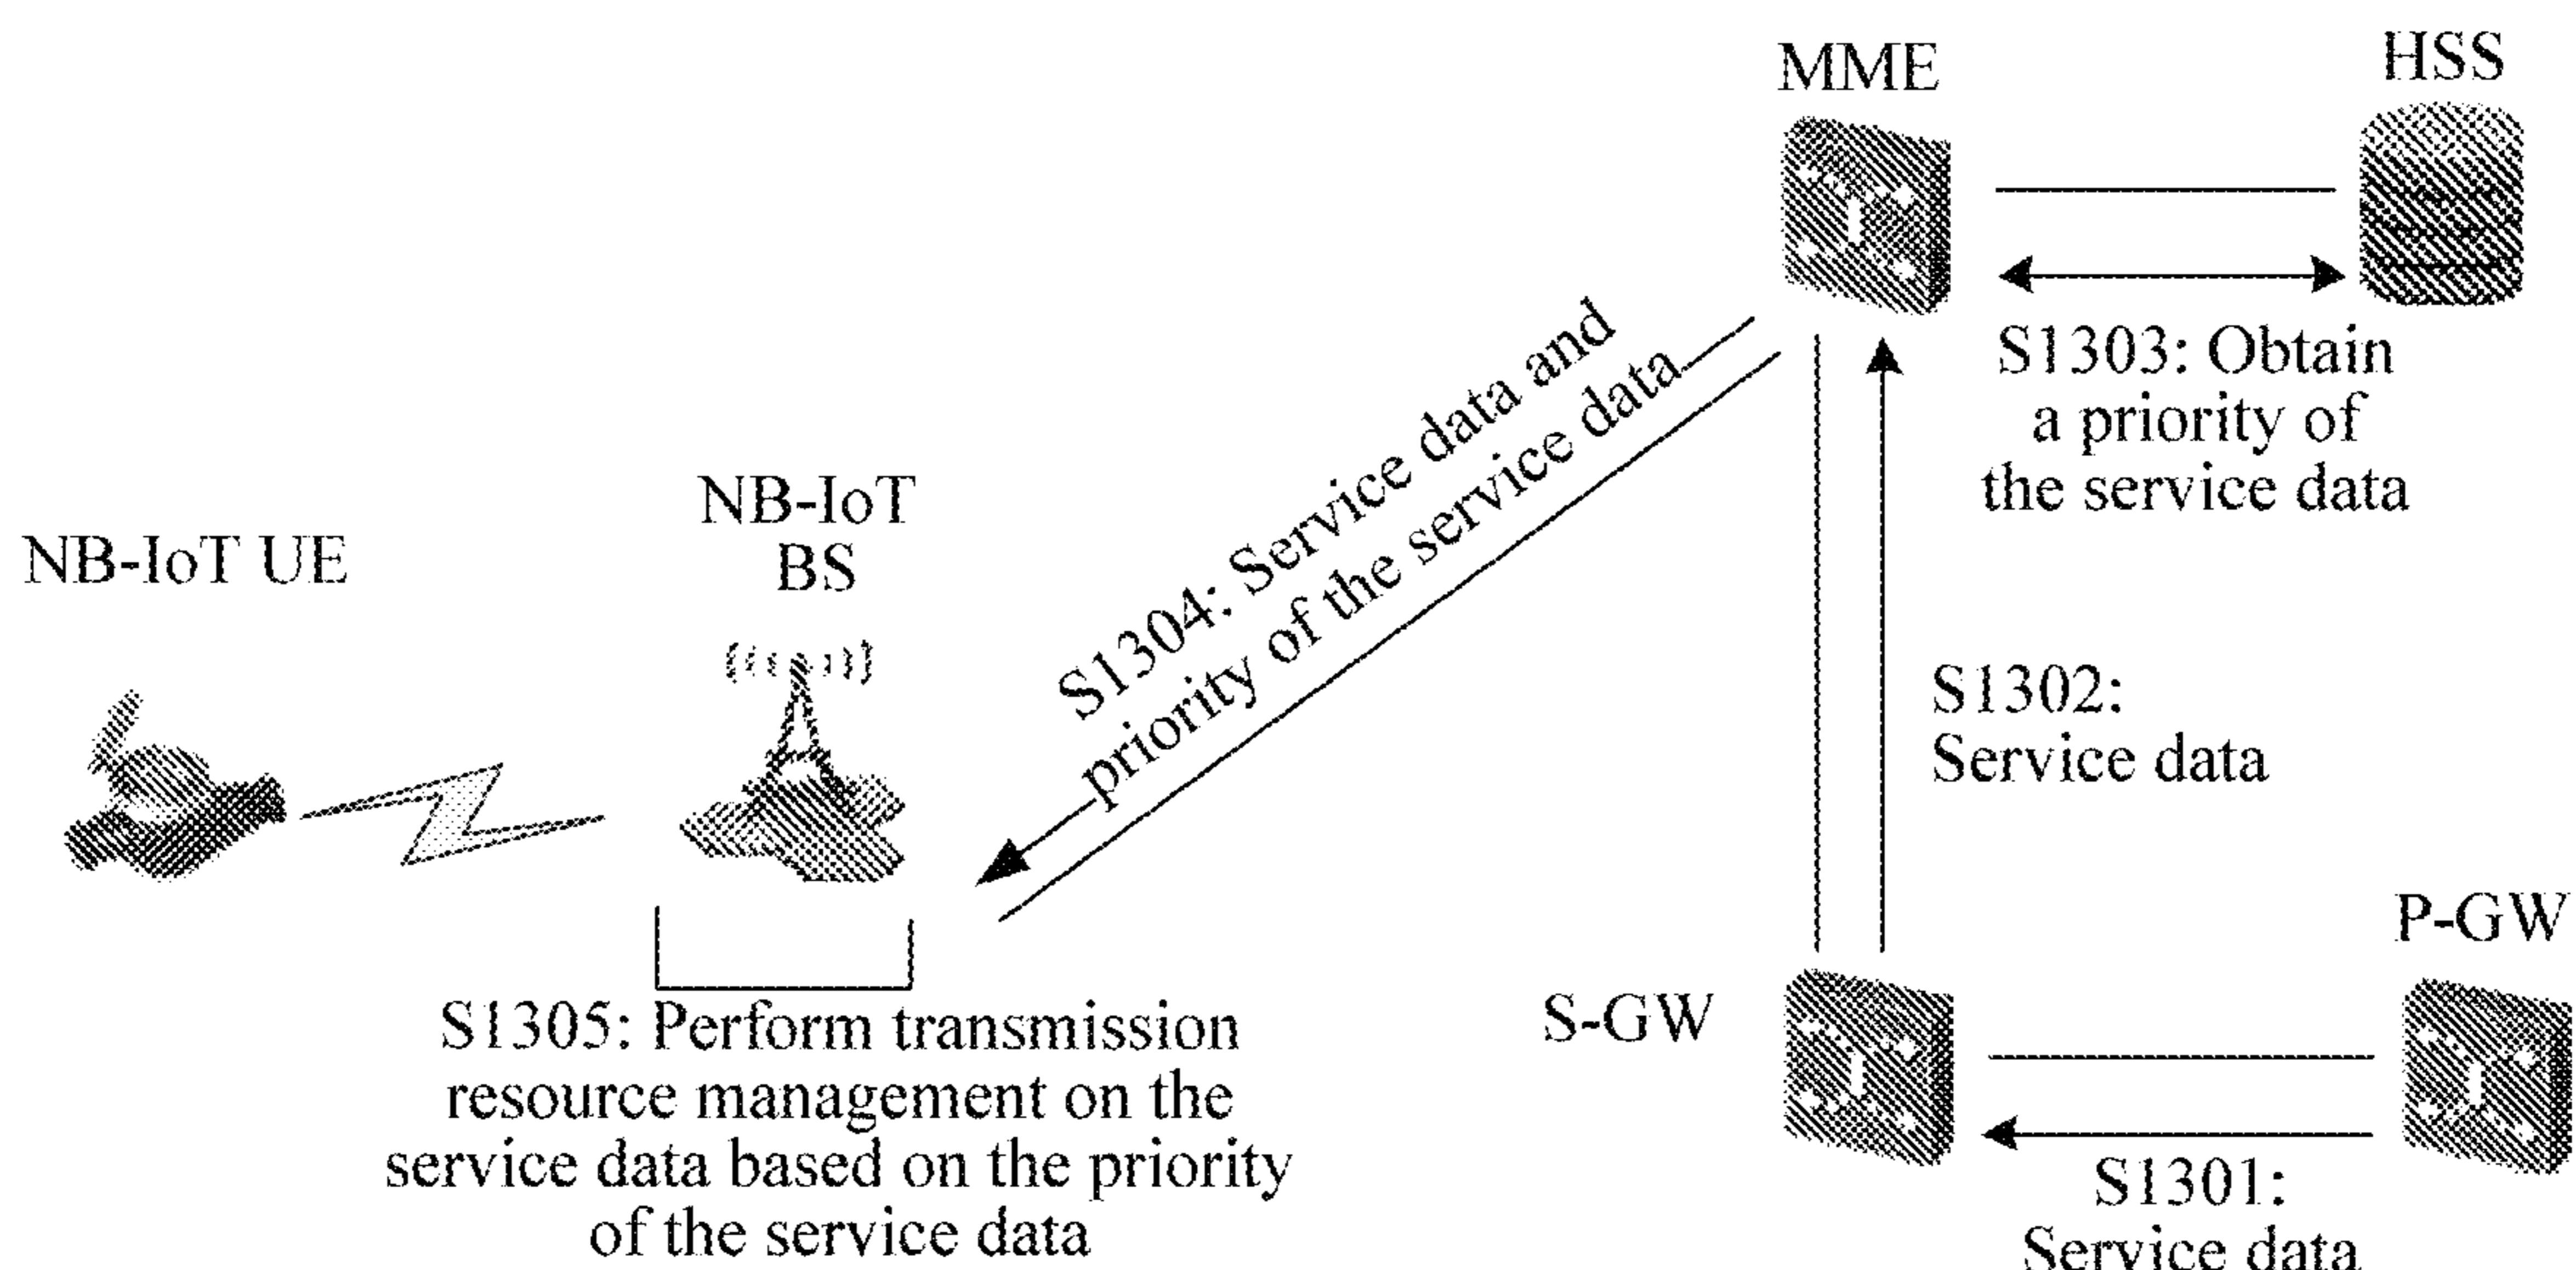 MME
HSS
S1303: Obtain
a priority of
the service data
S1304: Service data and
priority of the service data
NB-IoT
BS
NB-IoT UE
S1302:
Service data
P-GW
S-GW
S1305: Perform transmission
resource management on the
service data based on the priority
of the service data
S1301:
Service data